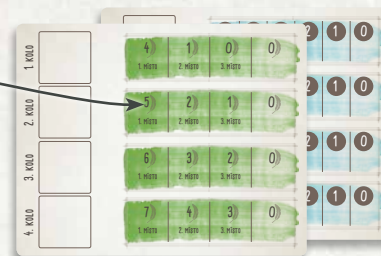 1. KOLO
4 1 0 0
1. MÍSTO 2. MÍSTO 3. MÍSTO
2. KOLO
5 2 1 0
1. MÍSTO 2. MÍSTO 3. MÍSTO
3. KOLO
6 3 2 0
1. MÍSTO 2. MÍSTO 3. MÍSTO
4. KOLO
7 4 3 0
1. MÍSTO 2. MÍSTO 3. MÍSTO
2 1 0
2 1 0
2 1 0
2 1 0